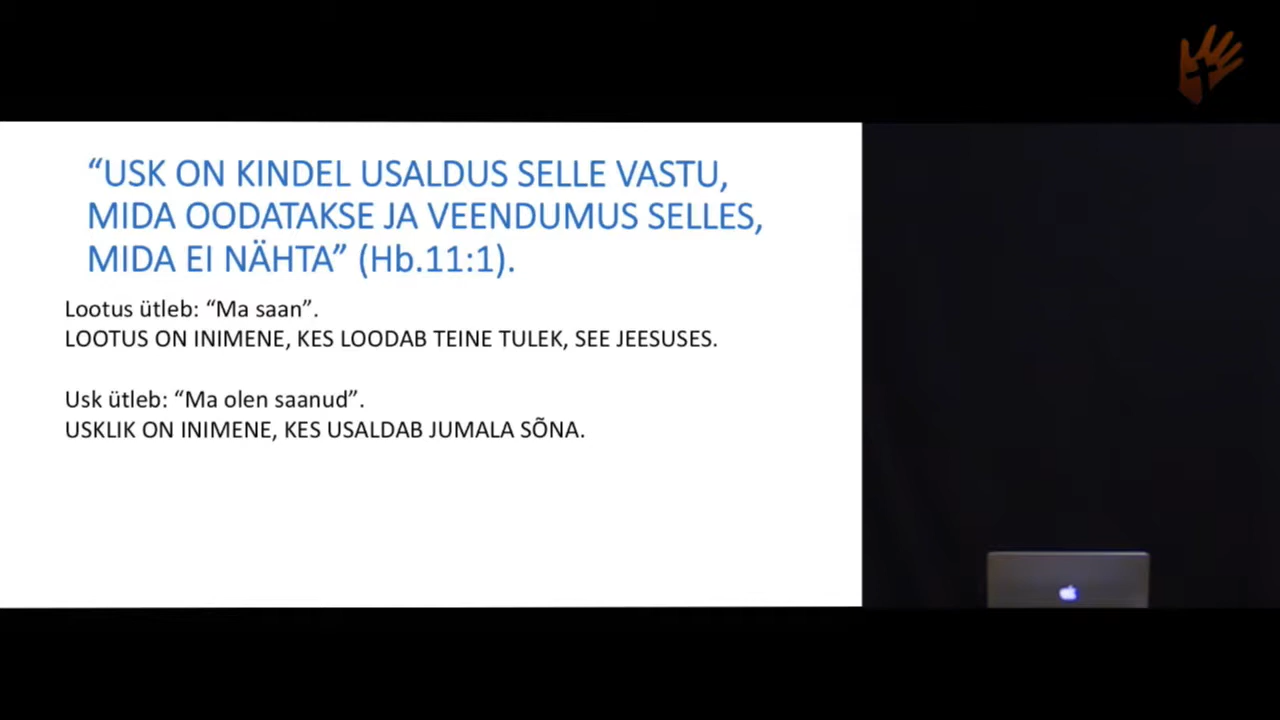 “USK ON KINDEL USALDUS SELLE VASTU,
MIDA OODATAKSE JA VEENDUMUS SELLES,
MIDA EI NÄHTA” (Hb.11:1).
Lootus ütleb: “Ma saan”.
LOOTUS ON INIMENE, KES LOODAB TEINE TULEK, SEE JEESUSES.
Usk ütleb: “Ma olen saanud”.
USKLIK ON INIMENE, KES USALDAB JUMALA SÕNA.